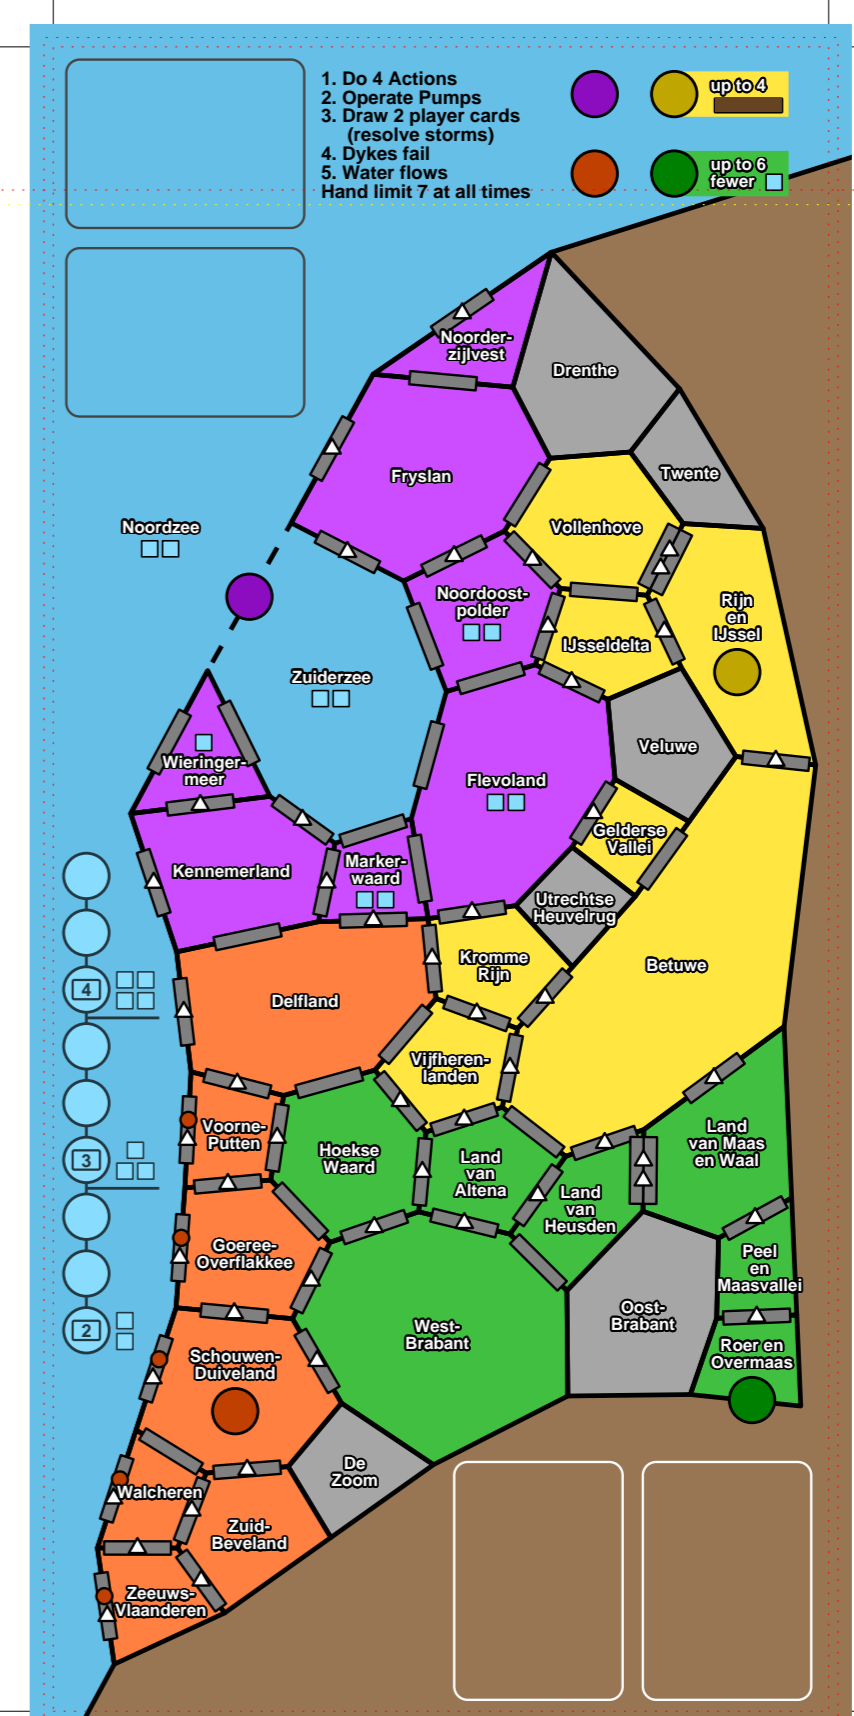 1. Do 4 Actions
2. Operate Pumps
3. Draw 2 player cards
(resolve storms)
4. Dykes fail
5. Water flows
Hand limit 7 at all times
up to 4
up to 6
fewer
Noorder-
zijlvest
Drenthe
Fryslan
Twente
Noordzee
Vollenhove
Noordoost-
polder
Rijn
en
IJssel
IJsseldelta
Zuiderzee
Veluwe
Wieringer-
meer
Flevoland
Gelderse
Vallei
Kennemerland
Marker-
waard
Utrechtse
Heuvelrug
Kromme
Rijn
Betuwe
4
Delfland
Vijfheren-
landen
Voorne-
Putten
Hoekse
Waard
Land
van Maas
en Waal
3
Land
van
Altena
Land
van
Heusden
Goeree-
Overflakkee
Peel
en
Maasvallei
2
West-
Brabant
Oost-
Brabant
Roer en
Overmaas
Schouwen-
Duiveland
De
Zoom
Walcheren
Zuid-
Beveland
Zeeuws-
Vlaanderen